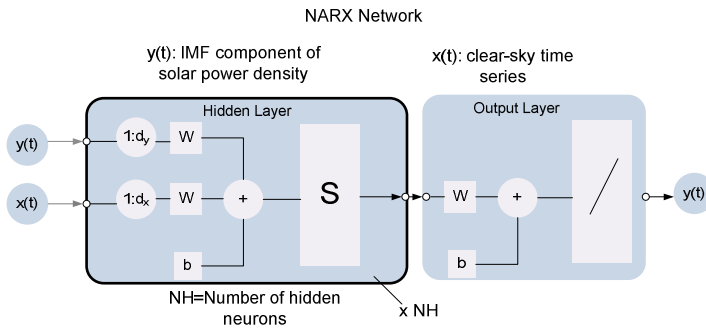 NARX Network
y(t): IMF component of
solar power density
x(t): clear-sky time
series
Hidden Layer
Output Layer
y(t)
1:dy
W
x(t)
1:dx
W
+
S
b
W
+
b
y(t)
NH=Number of hidden
neurons
x NH